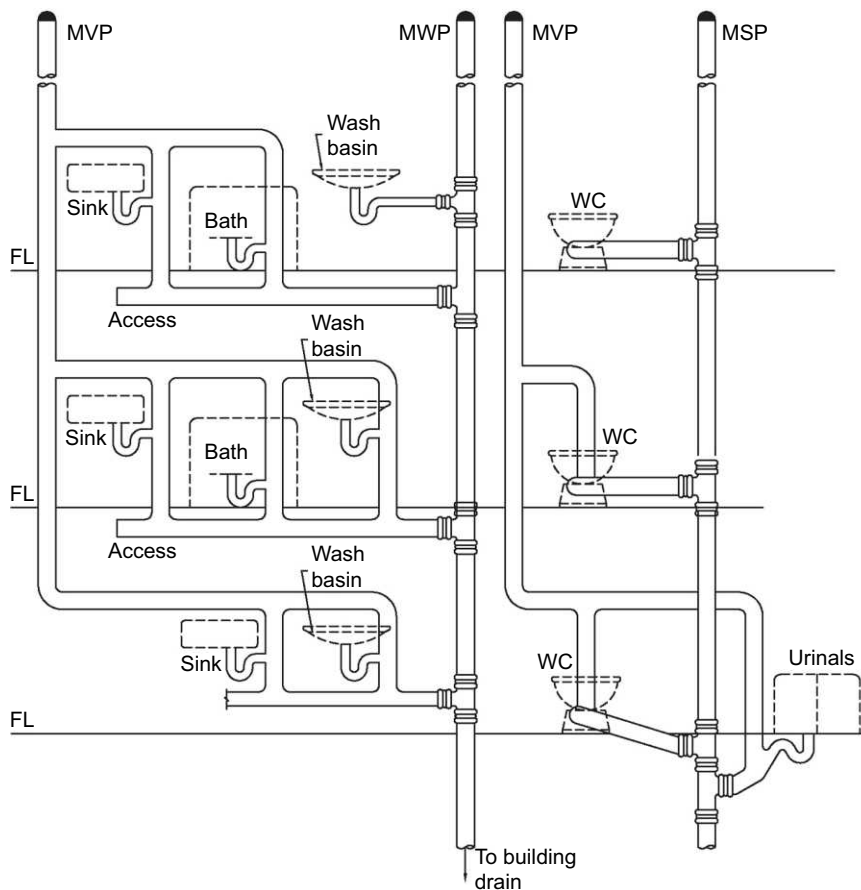 MVP
MWP
MVP
MSP
Wash
basin
Sink
Bath
WC
FL
Access
Wash
basin
Sink
Bath
WC
FL
Access
Wash
basin
Sink
WC
Urinals
FL
To building
drain